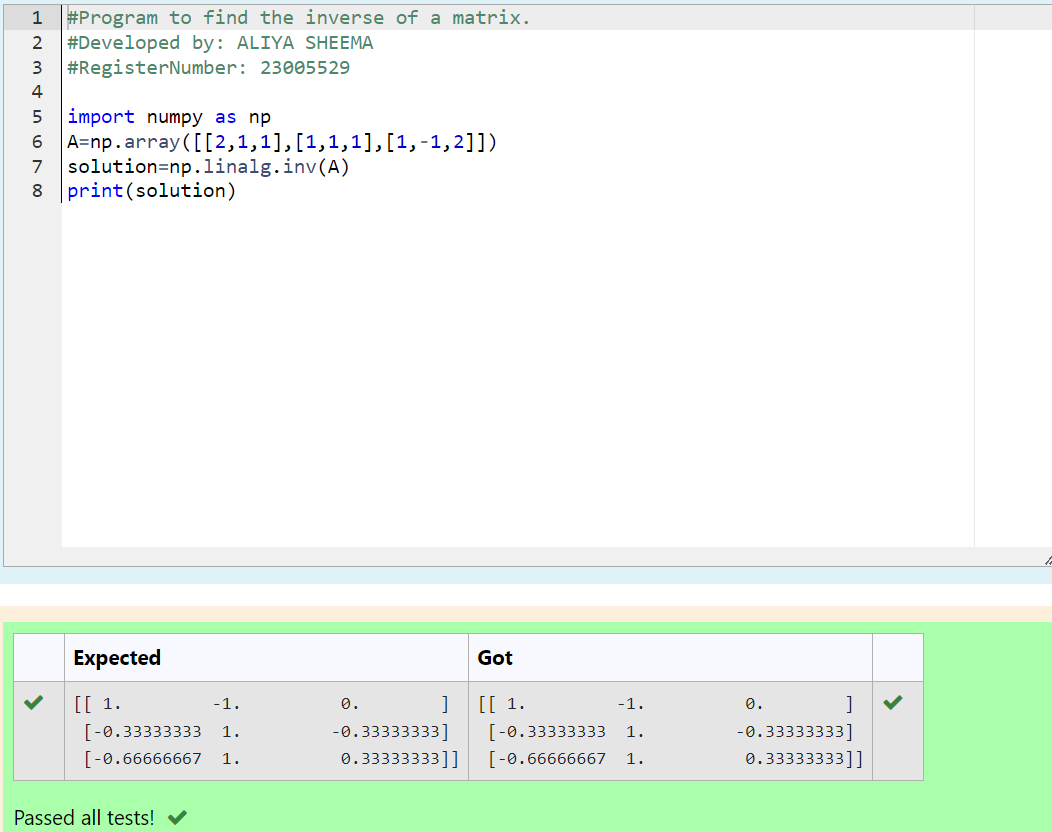 1 #Program to find the inverse of a matrix.
2 #Developed by: ALIYA SHEEMA
3 #RegisterNumber: 23005529
4
5 import numpy as np
6 A=np.array([[2,1,1],[1,1,1],[1,-1,2]])
7 solution=np.linalg.inv(A)
8 print(solution)
Expected Got
[[ 1.         -1.          0.        ] [[ 1.         -1.          0.        ]
[-0.33333333  1.         -0.33333333] [-0.33333333  1.         -0.33333333]
[-0.66666667  1.          0.33333333]] [-0.66666667  1.          0.33333333]]
Passed all tests!